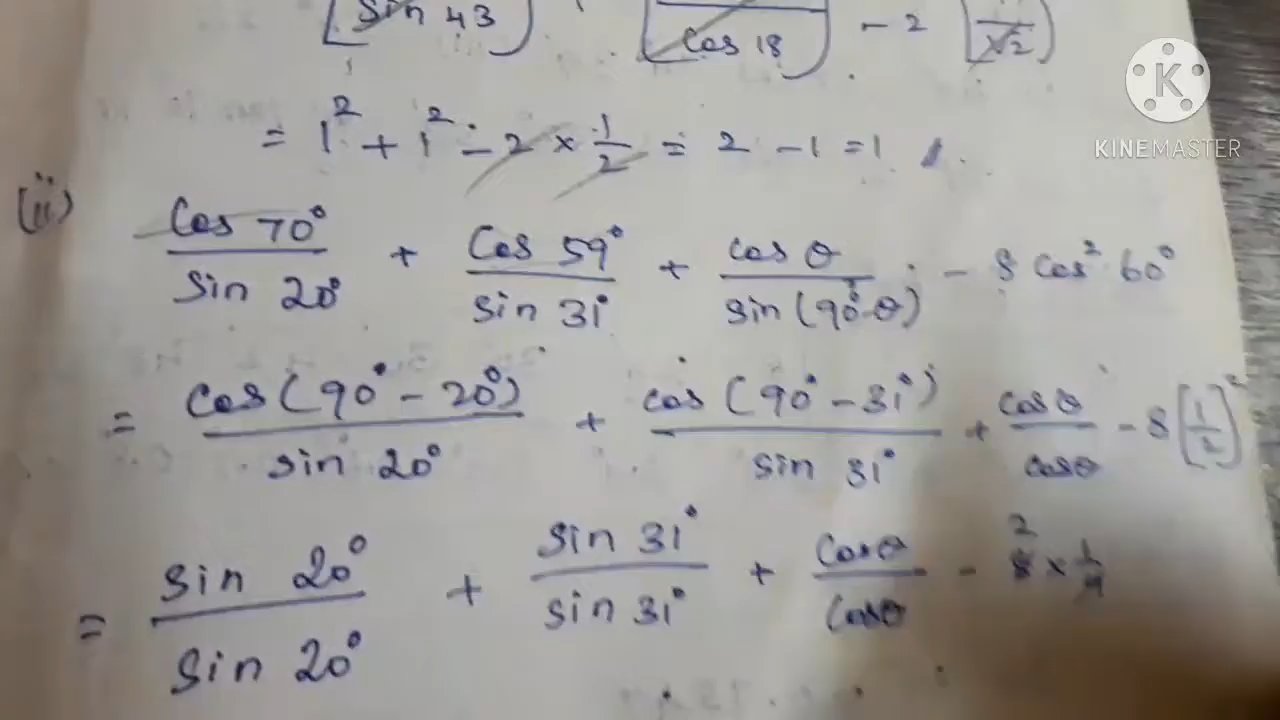 [sin 43) [cos 18) - 2 [1/√2)
= 1² + 1² - 2 × 1/2 = 2 - 1 = 1
KINEMASTER
(ii) cos 70°/sin 20° + cos 59°/sin 31° + cos θ/sin (90° - θ) - 8 cos² 60°
= cos (90° - 20°)/sin 20° + cos (90° - 31°)/sin 31° + cos θ/cos θ - 8 [1/2]²
= sin 20°/sin 20° + sin 31°/sin 31° + cos θ/cos θ - 8 2 × 1/4